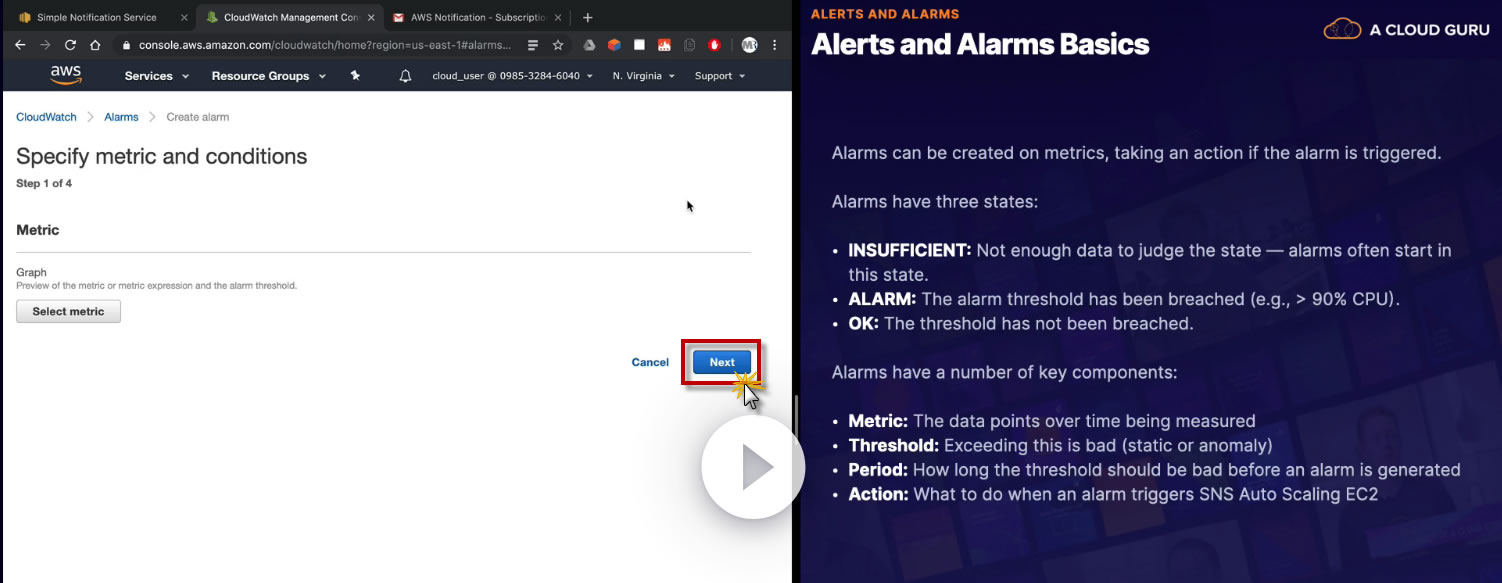 Simple Notification Service
CloudWatch Management Con
AWS Notification - Subscriptio
console.aws.amazon.com/cloudwatch/home?region=us-east-1#alarms...
aws
Services
Resource Groups
cloud_user @ 0985-3284-6040
N. Virginia
Support
CloudWatch
Alarms
Create alarm
Specify metric and conditions
Step 1 of 4
Metric
Graph
Preview of the metric or metric expression and the alarm threshold.
Select metric
Cancel
Next
ALERTS AND ALARMS
Alerts and Alarms Basics
A CLOUD GURU
Alarms can be created on metrics, taking an action if the alarm is triggered.
Alarms have three states:
• INSUFFICIENT: Not enough data to judge the state — alarms often start in
this state.
• ALARM: The alarm threshold has been breached (e.g., > 90% CPU).
• OK: The threshold has not been breached.
Alarms have a number of key components:
• Metric: The data points over time being measured
• Threshold: Exceeding this is bad (static or anomaly)
• Period: How long the threshold should be bad before an alarm is generated
• Action: What to do when an alarm triggers SNS Auto Scaling EC2